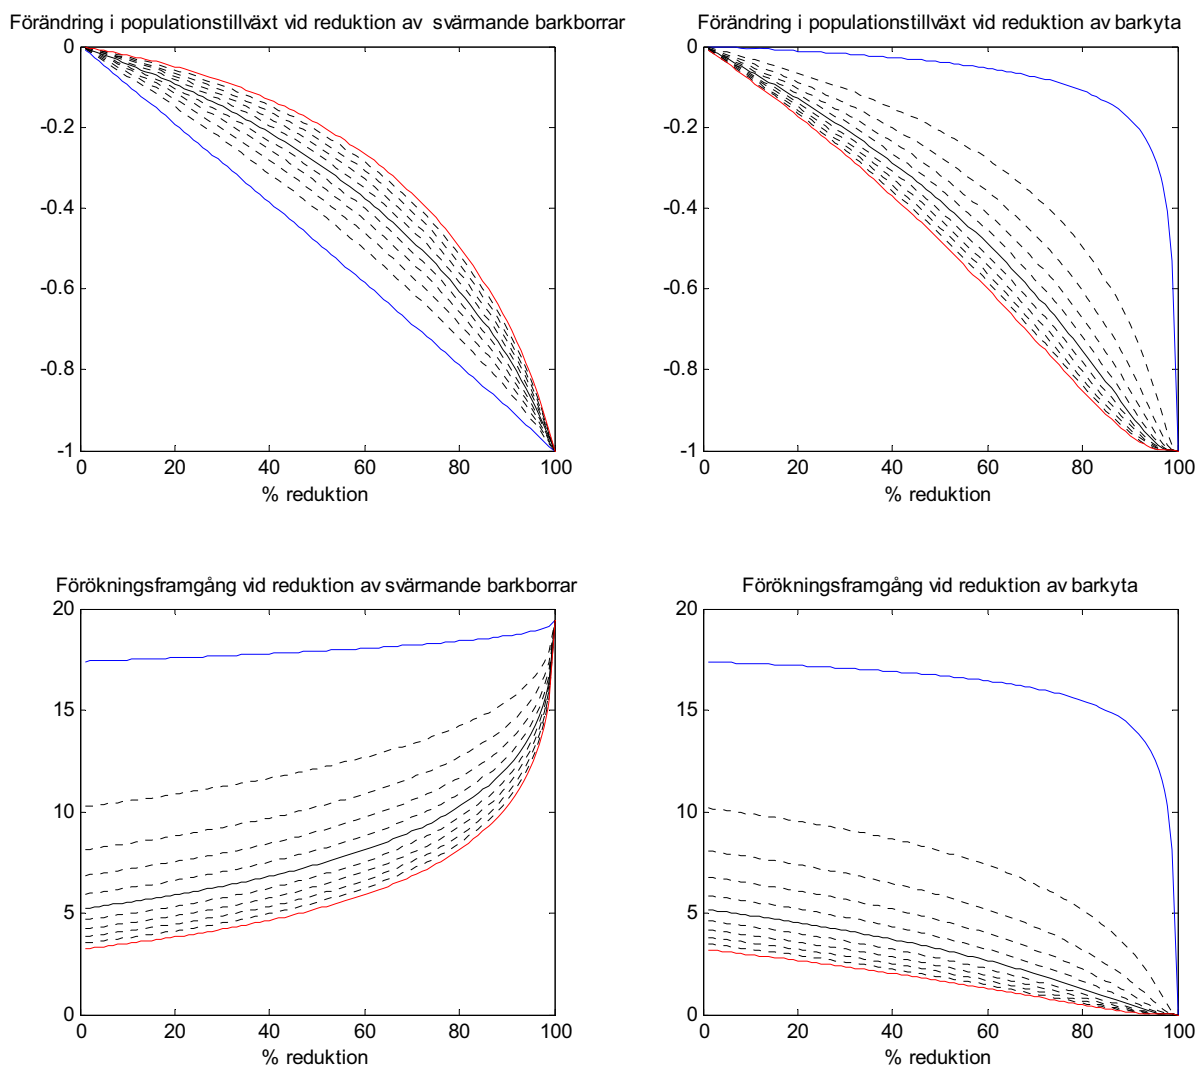 Förändring i populationstillväxt vid reduktion av svärmande barkborrar
0
-0.2
-0.4
-0.6
-0.8
-1
0 20 40 60 80 100
% reduktion
Förändring i populationstillväxt vid reduktion av barkyta
0
-0.2
-0.4
-0.6
-0.8
-1
0 20 40 60 80 100
% reduktion
Förökningsframgång vid reduktion av svärmande barkborrar
20
15
10
5
0
0 20 40 60 80 100
% reduktion
Förökningsframgång vid reduktion av barkyta
20
15
10
5
0
0 20 40 60 80 100
% reduktion